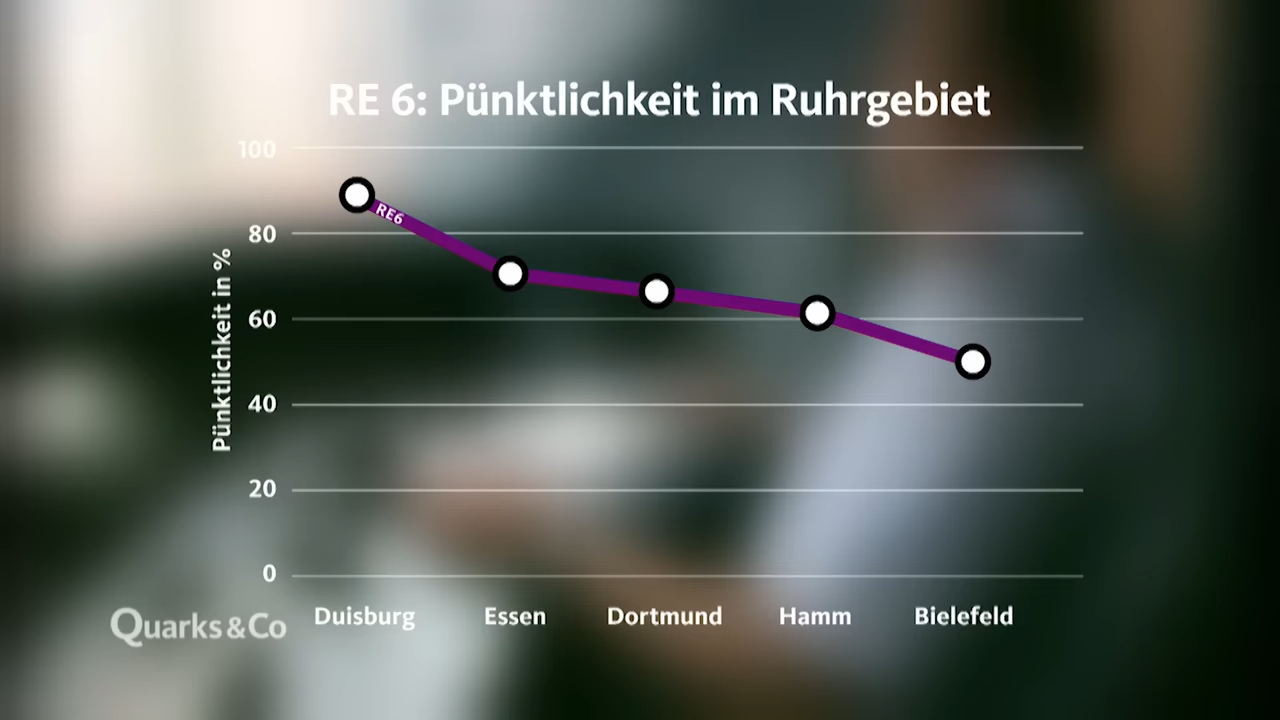 RE 6: Pünktlichkeit im Ruhrgebiet
100
RE6
80
Pünktlichkeit in %
60
40
20
0
Duisburg Essen Dortmund Hamm Bielefeld
Quarks&Co